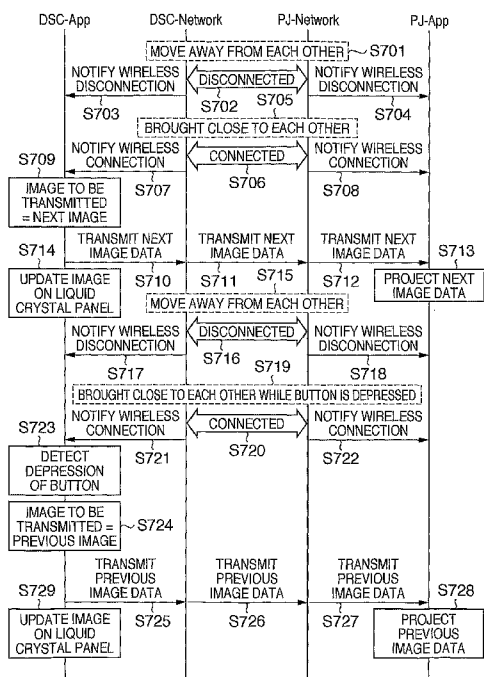 DSC-App DSC-Network PJ-Network PJ-App
MOVE AWAY FROM EACH OTHER S701
NOTIFY WIRELESS DISCONNECTION
DISCONNECTED
NOTIFY WIRELESS DISCONNECTION
S703 S702 S705 S704
BROUGHT CLOSE TO EACH OTHER
S709
NOTIFY WIRELESS CONNECTION
CONNECTED
NOTIFY WIRELESS CONNECTION
S707 S706 S708
IMAGE TO BE
TRANSMITTED
= NEXT IMAGE
S714
TRANSMIT NEXT IMAGE DATA
TRANSMIT NEXT IMAGE DATA
TRANSMIT NEXT IMAGE DATA
S713
S710 S711 S715 S712
UPDATE IMAGE
ON LIQUID
CRYSTAL PANEL
PROJECT NEXT
IMAGE DATA
MOVE AWAY FROM EACH OTHER
NOTIFY WIRELESS DISCONNECTION
DISCONNECTED
NOTIFY WIRELESS DISCONNECTION
S717 S716 S719 S718
BROUGHT CLOSE TO EACH OTHER WHILE BUTTON IS DEPRESSED
S723
NOTIFY WIRELESS CONNECTION
CONNECTED
NOTIFY WIRELESS CONNECTION
S721 S720 S722
DETECT
DEPRESSION
OF BUTTON
IMAGE TO BE
TRANSMITTED =
PREVIOUS IMAGE
S724
S729
TRANSMIT PREVIOUS IMAGE DATA
TRANSMIT PREVIOUS IMAGE DATA
TRANSMIT PREVIOUS IMAGE DATA
S728
S725 S726 S727
UPDATE IMAGE
ON LIQUID
CRYSTAL PANEL
PROJECT
PREVIOUS
IMAGE DATA